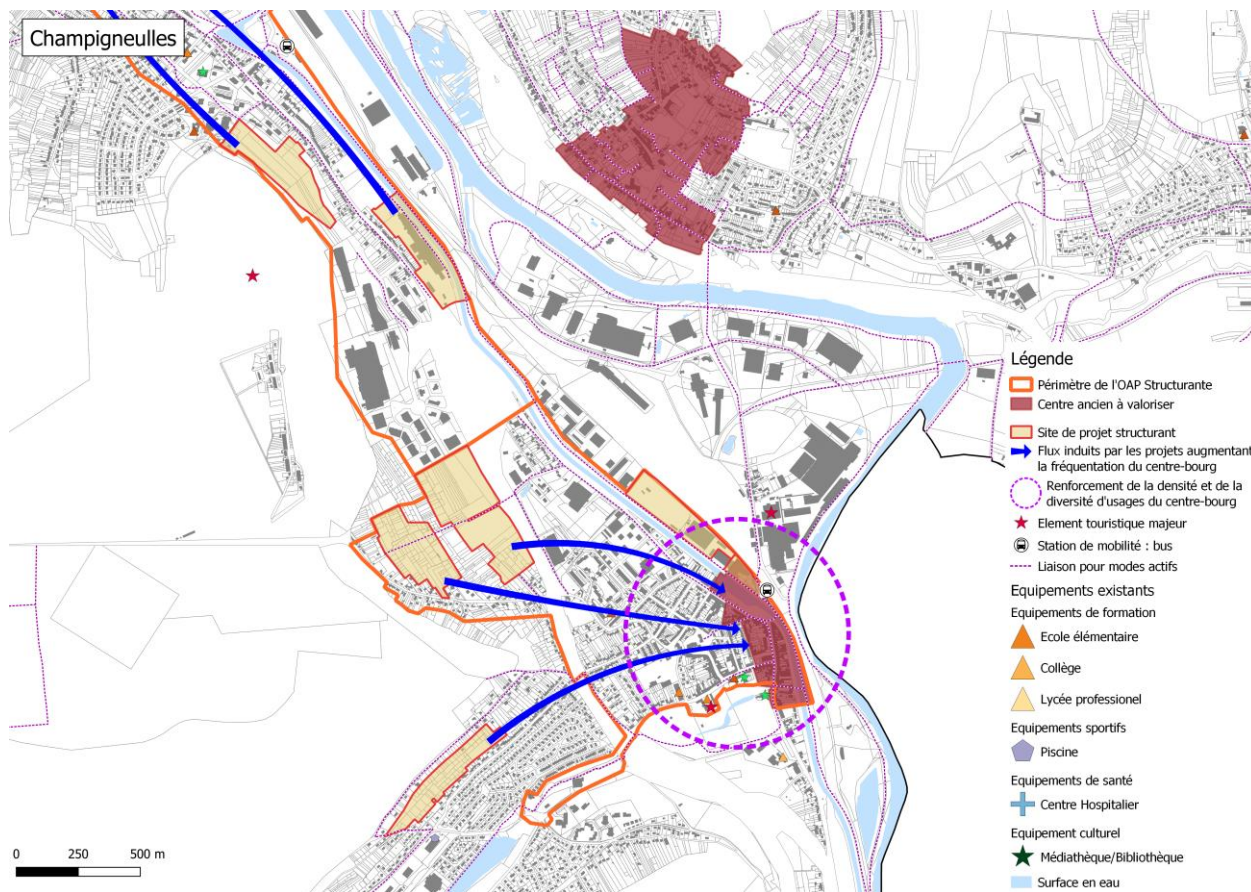 Champigneulles
Légende
Périmètre de l'OAP Structurante
Centre ancien à valoriser
Site de projet structurant
Flux induits par les projets augmentant
la fréquentation du centre-bourg
Renforcement de la densité et de la
diversité d'usages du centre-bourg
Element touristique majeur
Station de mobilité : bus
Liaison pour modes actifs
Equipements existants
Equipements de formation
Ecole élémentaire
Collège
Lycée professionel
Equipements sportifs
Piscine
Equipements de santé
Centre Hospitalier
Equipement culturel
Médiathèque/Bibliothèque
Surface en eau
0 250 500 m